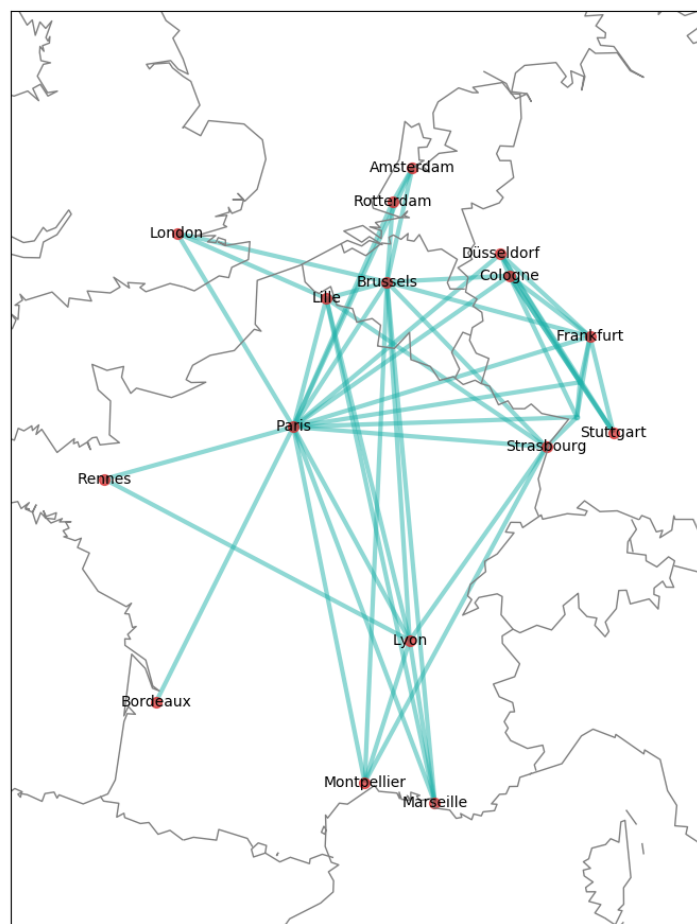 Amsterdam
Rotterdam
London
Düsseldorf
Cologne
Brussels
Lille
Frankfurt
Paris
Stuttgart
Strasbourg
Rennes
Lyon
Bordeaux
Montpellier
Marseille